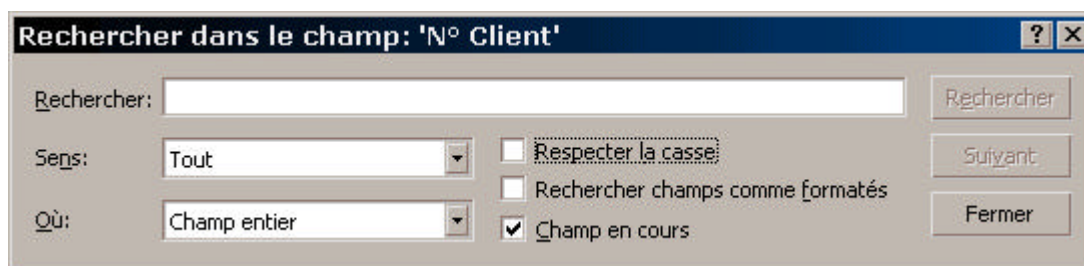 Rechercher dans le champ: 'N° Client'
Rechercher:
Rechercher
Sens: Tout
Respecter la casse
Suivant
Rechercher champs comme formatés
Où: Champ entier
Champ en cours
Fermer